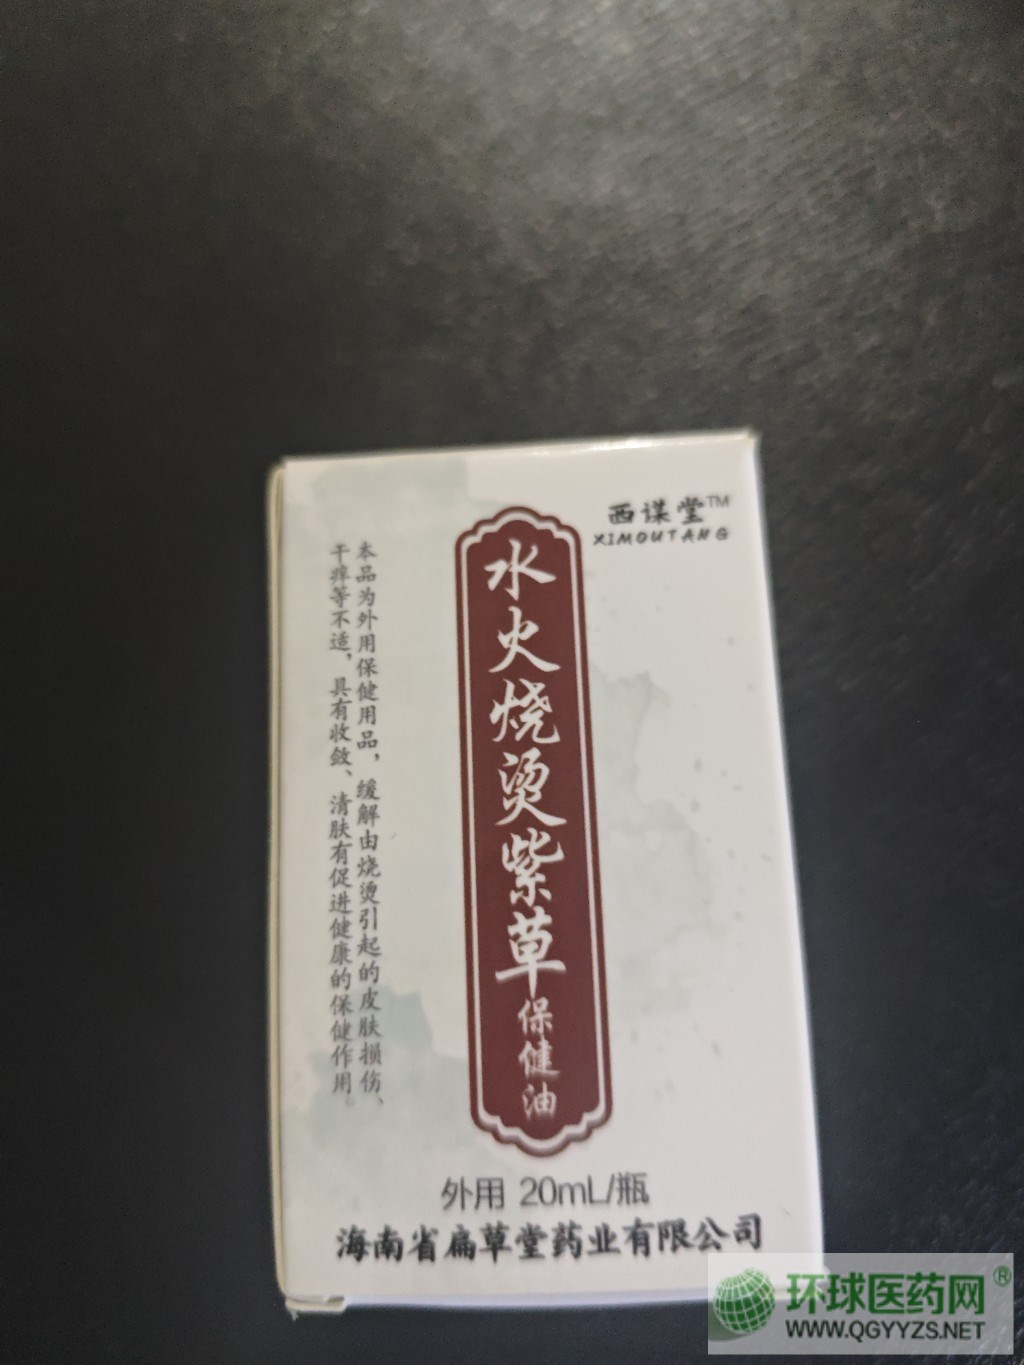 西谋堂™
XIMOUTANG
水火烧烫紫草保健油
本品为外用保健用品，缓解由烧烫引起的皮肤损伤、
干痒等不适，具有收敛、清肤有促进健康的保健作用。
外用 20mL/瓶
海南省扁草堂药业有限公司
环球医药网®
WWW.QGYYZS.NET